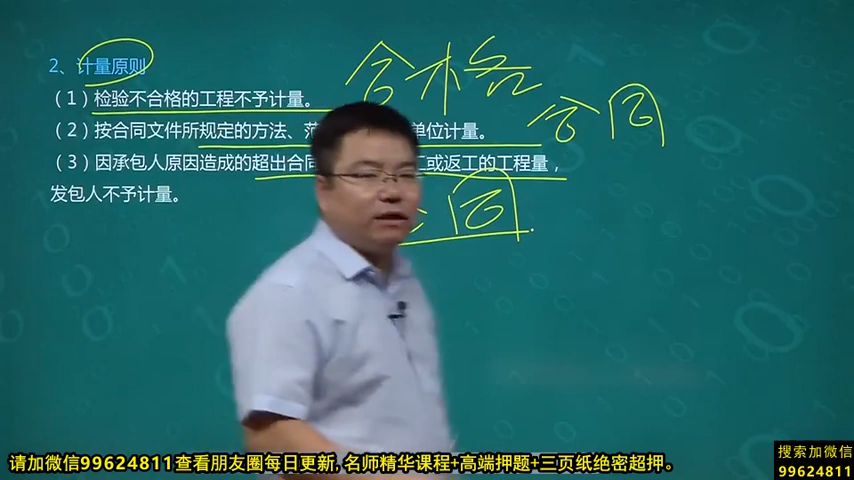 2、计量原则
合格
（1）检验不合格的工程不予计量。
合同
（2）按合同文件所规定的方法、范 单位计量。
（3）因承包人原因造成的超出合同 工或返工的工程量，
发包人不予计量。
请加微信99624811查看朋友圈每日更新,名师精华课程+高端押题+三页纸绝密超押。
搜索加微信
99624811